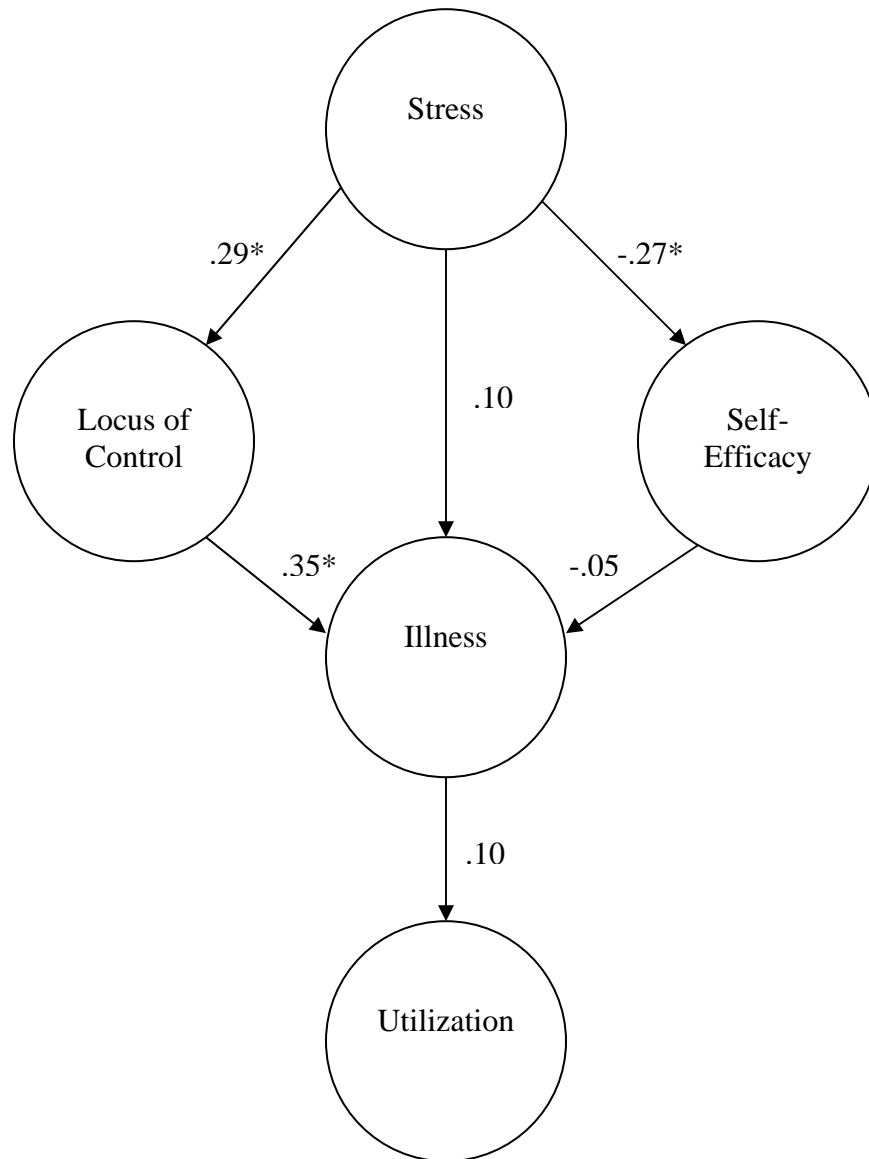 Stress
.29*
-.27*
.10
Locus of
Control
Self-
Efficacy
.35*
-.05
Illness
.10
Utilization